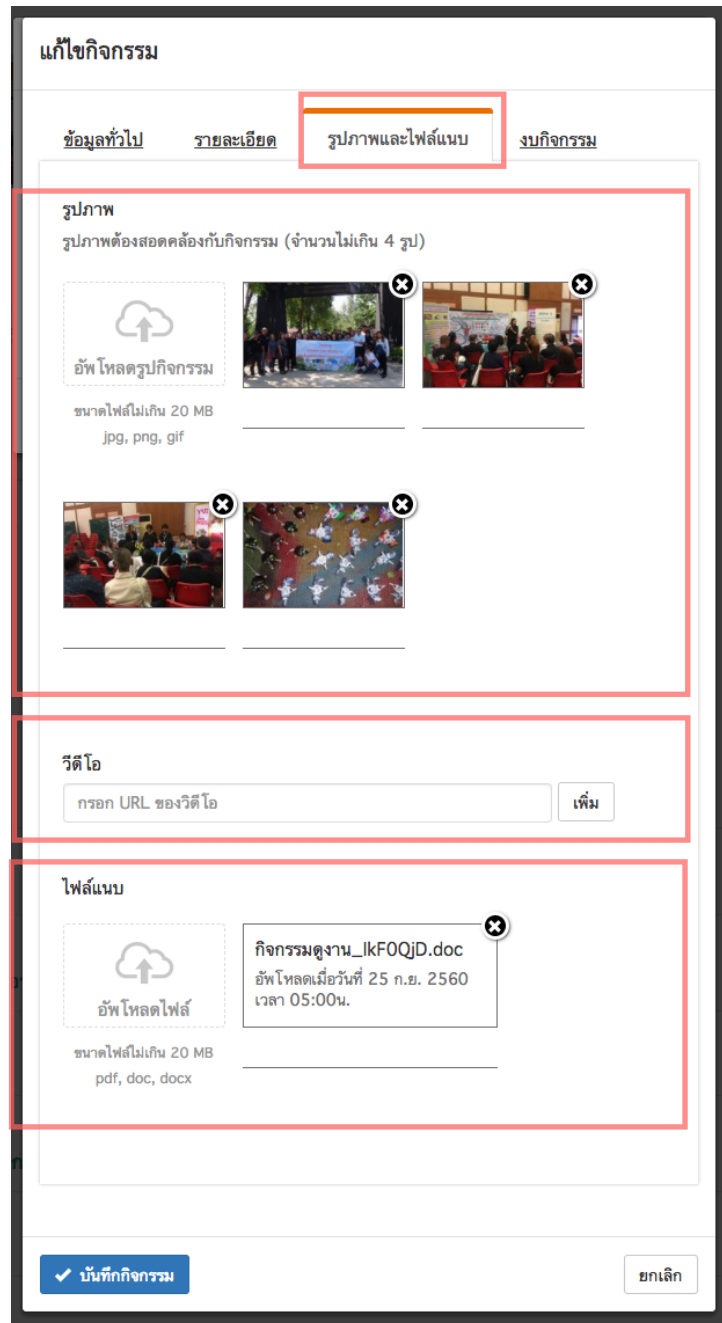 แก้ไขกิจกรรม
ข้อมูลทั่วไป รายละเอียด รูปภาพและไฟล์แนบ งบกิจกรรม
รูปภาพ
รูปภาพต้องสอดคล้องกับกิจกรรม (จำนวนไม่เกิน 4 รูป)
อัพโหลดรูปกิจกรรม
ขนาดไฟล์ไม่เกิน 20 MB
jpg, png, gif
วีดีโอ
กรอก URL ของวิดีโอ เพิ่ม
ไฟล์แนบ
อัพโหลดไฟล์
ขนาดไฟล์ไม่เกิน 20 MB
pdf, doc, docx
กิจกรรมดูงาน_lkF0QjD.doc
อัพโหลดเมื่อวันที่ 25 ก.ย. 2560
เวลา 05:00น.
บันทึกกิจกรรม ยกเลิก